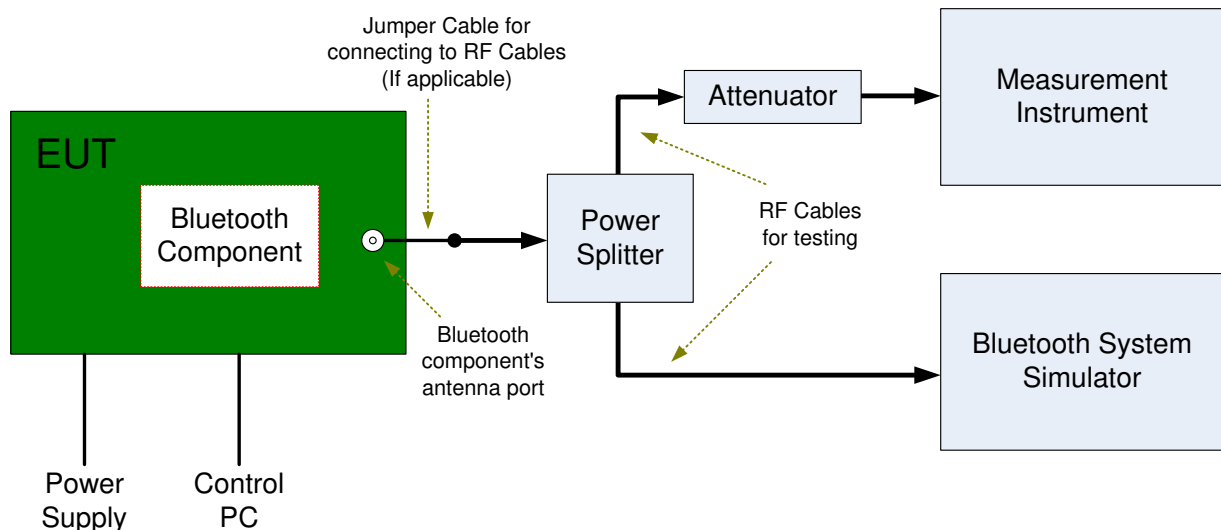 Jumper Cable for
connecting to RF Cables
(If applicable)
EUT
Bluetooth
Component
Bluetooth
component's
antenna port
Power
Supply
Control
PC
Power
Splitter
Attenuator
RF Cables
for testing
Measurement
Instrument
Bluetooth System
Simulator